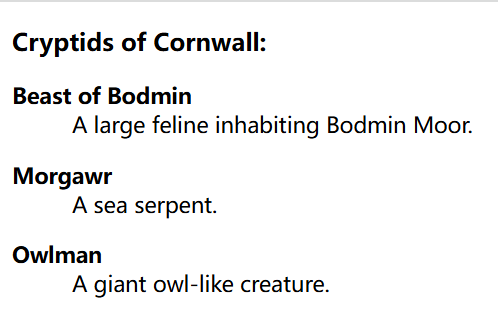 Cryptids of Cornwall:
Beast of Bodmin
A large feline inhabiting Bodmin Moor.
Morgawr
A sea serpent.
Owlman
A giant owl-like creature.